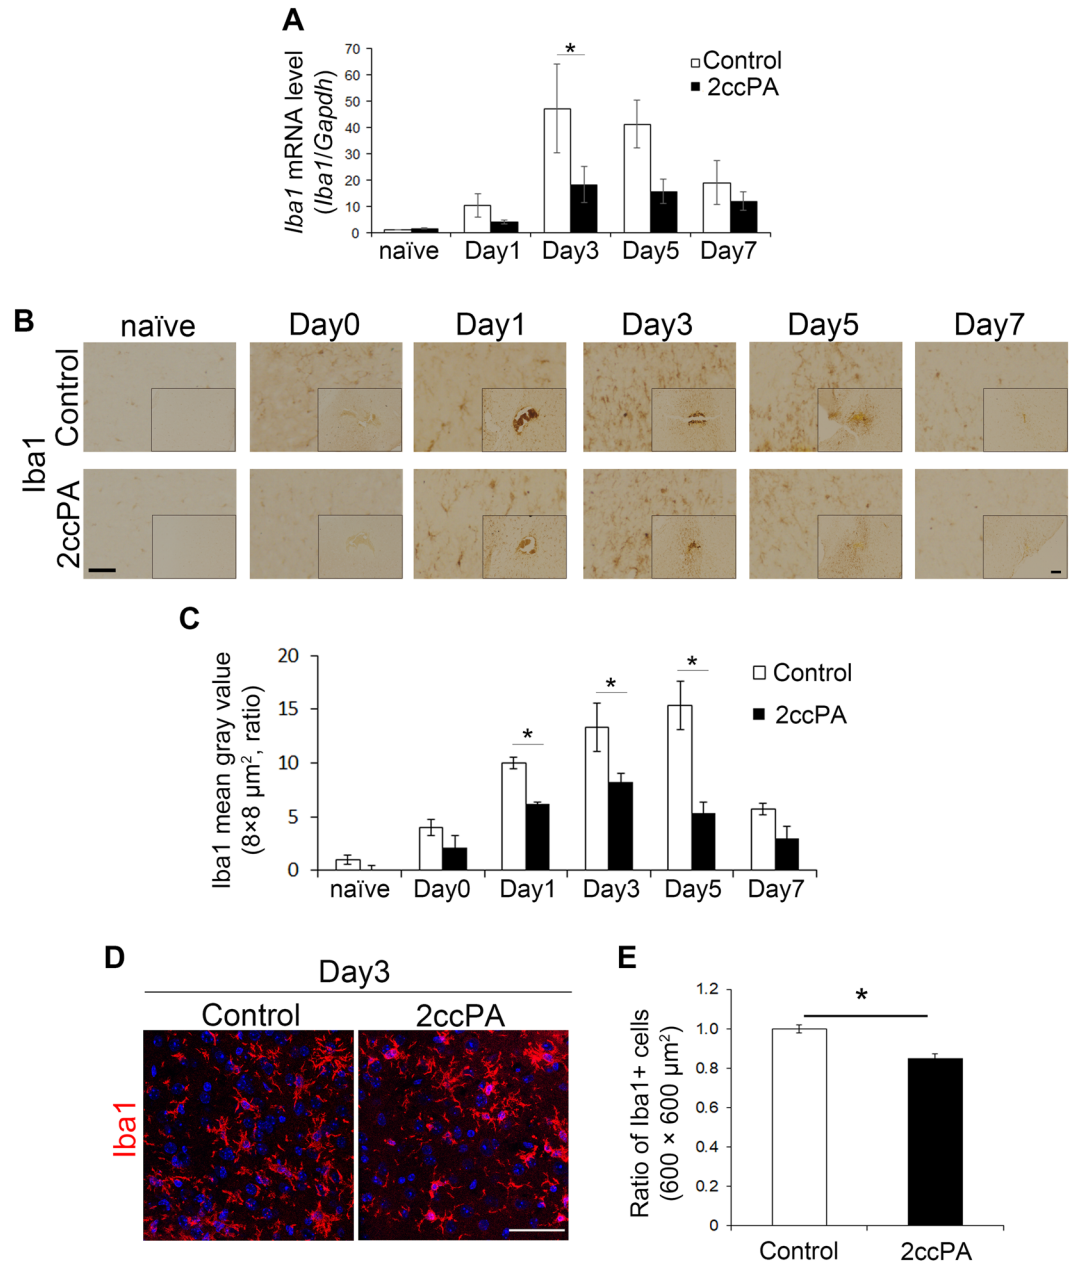 A
Iba1 mRNA level
(Iba1/Gapdh)
70
60
50
40
30
20
10
0
*
Control
2ccPA
naïve Day1 Day3 Day5 Day7
B
naïve Day0 Day1 Day3 Day5 Day7
Iba1
Control
2ccPA
C
Iba1 mean gray value
(8×8 µm², ratio)
20
15
10
5
0
* * *
Control
2ccPA
naïve Day0 Day1 Day3 Day5 Day7
D
Day3
Control 2ccPA
Iba1
E
Ratio of Iba1+ cells
(600 × 600 µm²)
1.2
1.0
0.8
0.6
0.4
0.2
0
*
Control 2ccPA